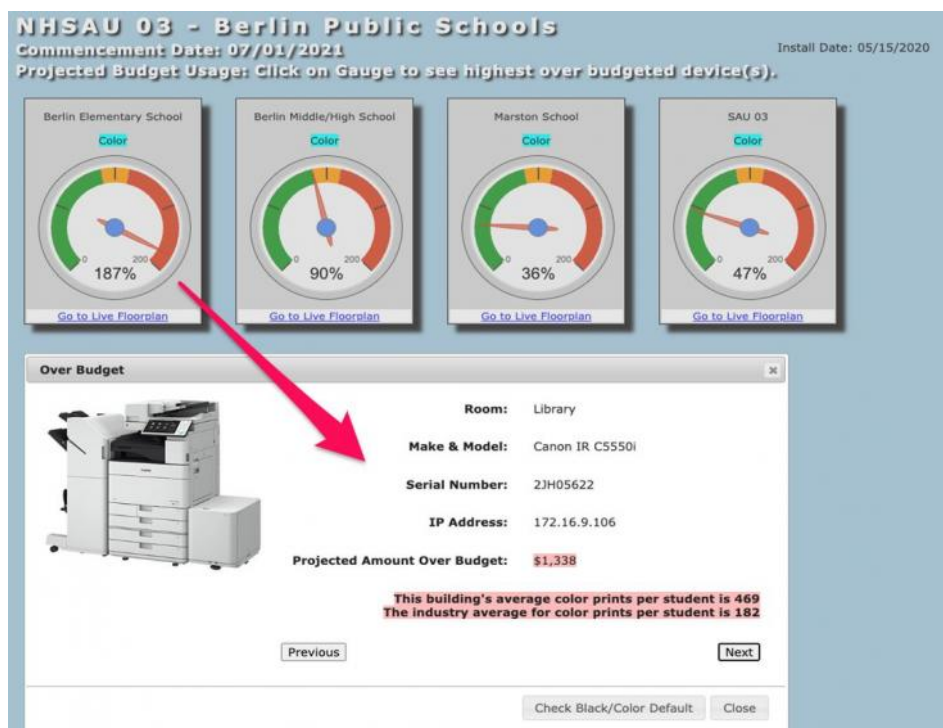 NHSAU 03 - Berlin Public Schools
Commencement Date: 07/01/2021
Install Date: 05/15/2020
Projected Budget Usage: Click on Gauge to see highest over budgeted device(s).
Berlin Elementary School
Color
0 200
187%
Go to Live Floorplan
Berlin Middle/High School
Color
0 200
90%
Go to Live Floorplan
Marston School
Color
0 200
36%
Go to Live Floorplan
SAU 03
Color
0 200
47%
Go to Live Floorplan
Over Budget
Room: Library
Make & Model: Canon IR C5550i
Serial Number: 2JH05622
IP Address: 172.16.9.106
Projected Amount Over Budget: $1,338
This building's average color prints per student is 469
The industry average for color prints per student is 182
Previous
Next
Check Black/Color Default
Close